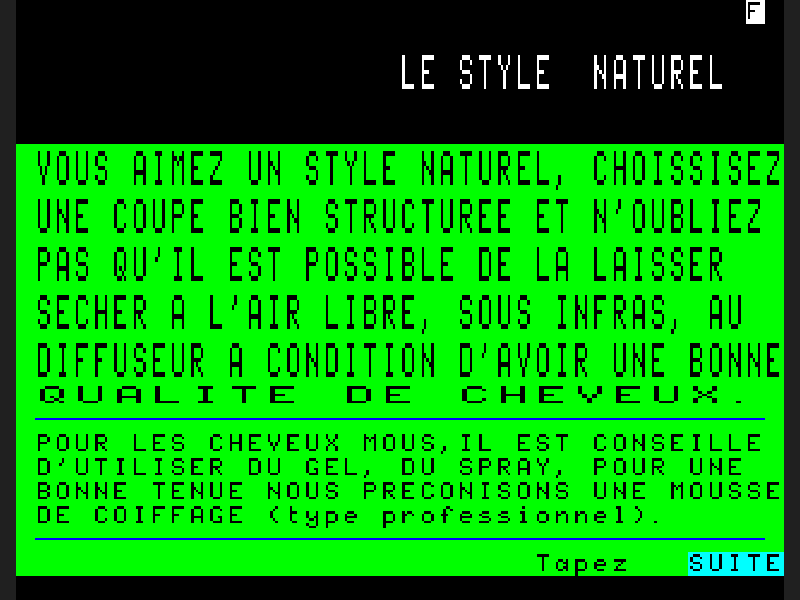 F
LE STYLE NATUREL
VOUS AIMEZ UN STYLE NATUREL, CHOISSISEZ
UNE COUPE BIEN STRUCTUREE ET N'OUBLIEZ
PAS QU'IL EST POSSIBLE DE LA LAISSER
SECHER A L'AIR LIBRE, SOUS INFRAS, AU
DIFFUSEUR A CONDITION D'AVOIR UNE BONNE
QUALITE DE CHEVEUX.
POUR LES CHEVEUX MOUS,IL EST CONSEILLE
D'UTILISER DU GEL, DU SPRAY, POUR UNE
BONNE TENUE NOUS PRECONISONS UNE MOUSSE
DE COIFFAGE (type professionnel).
Tapez SUITE